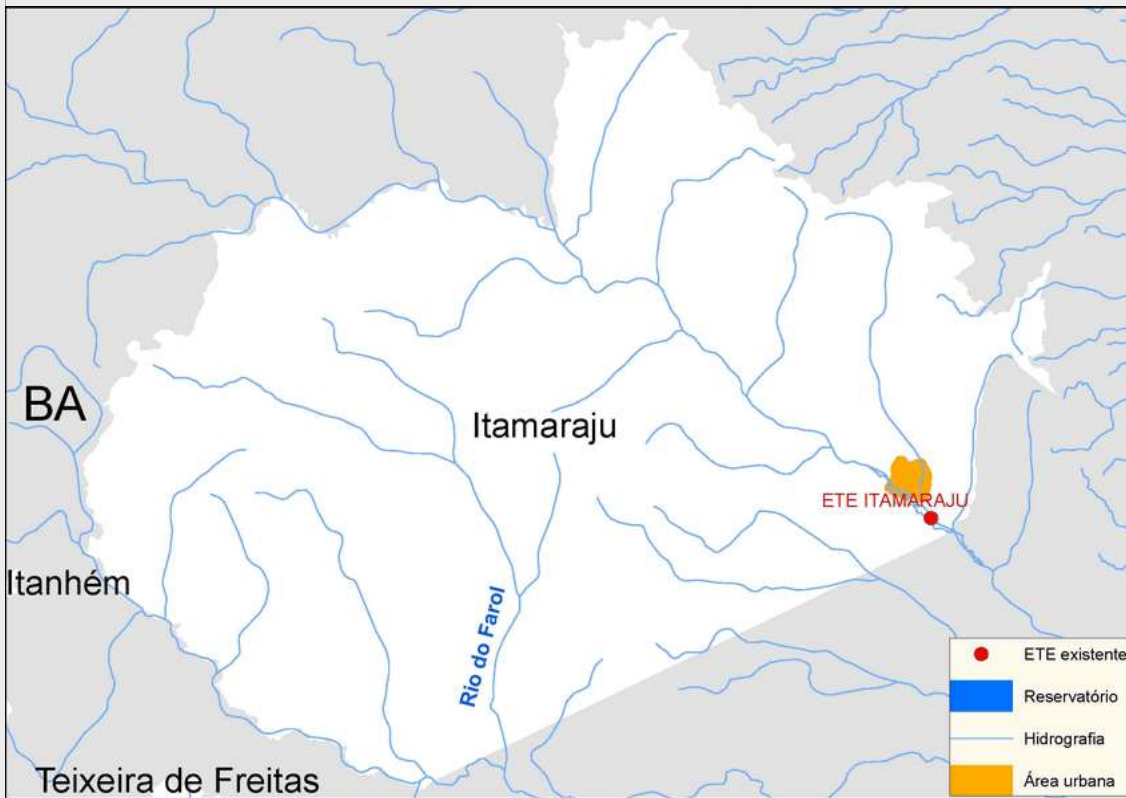 BA
Itamaraju
ETE ITAMARAJU
Itanhém
Rio do Farol
Teixeira de Freitas
ETE existente
Reservatório
Hidrografia
Área urbana